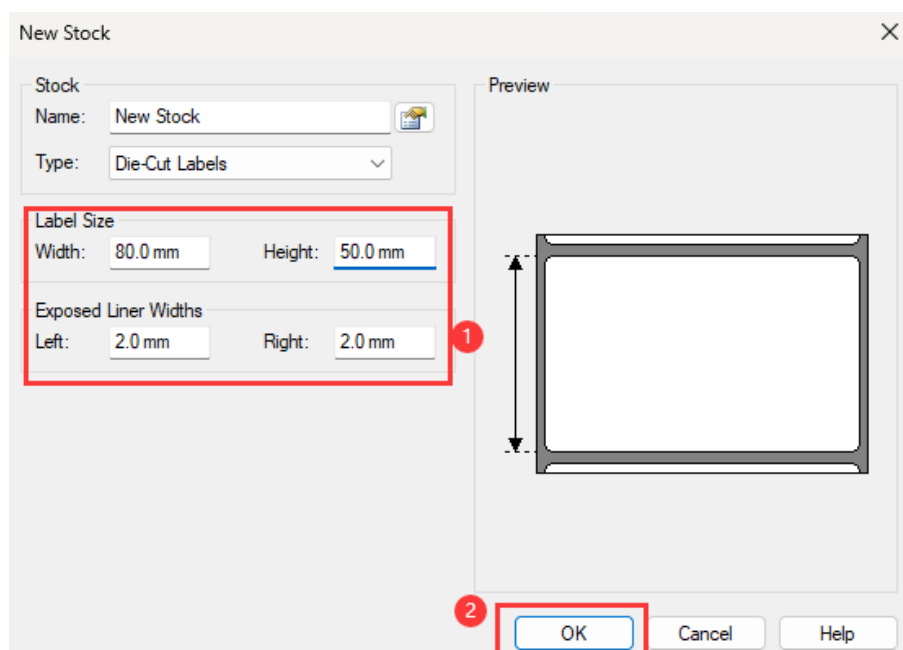 New Stock
Stock
Name: New Stock
Type: Die-Cut Labels
Label Size
Width: 80.0 mm Height: 50.0 mm
Exposed Liner Widths
Left: 2.0 mm Right: 2.0 mm
1
Preview
2
OK Cancel Help